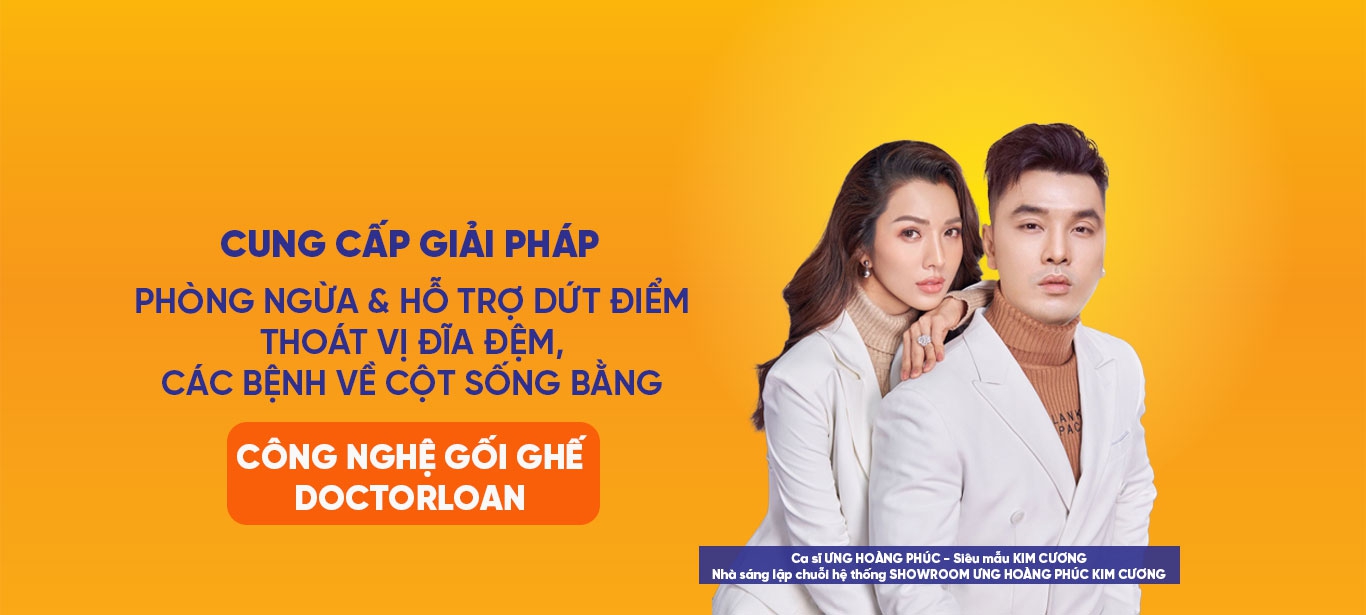 CUNG CẤP GIẢI PHÁP
PHÒNG NGỪA & HỖ TRỢ DỨT ĐIỂM
THOÁT VỊ ĐĨA ĐỆM,
CÁC BỆNH VỀ CỘT SỐNG BẰNG
CÔNG NGHỆ GỐI GHẾ
DOCTORLOAN
Ca sĩ ƯNG HOÀNG PHÚC - Siêu mẫu KIM CƯƠNG
Nhà sáng lập chuỗi hệ thống SHOWROOM ƯNG HOÀNG PHÚC KIM CƯƠNG